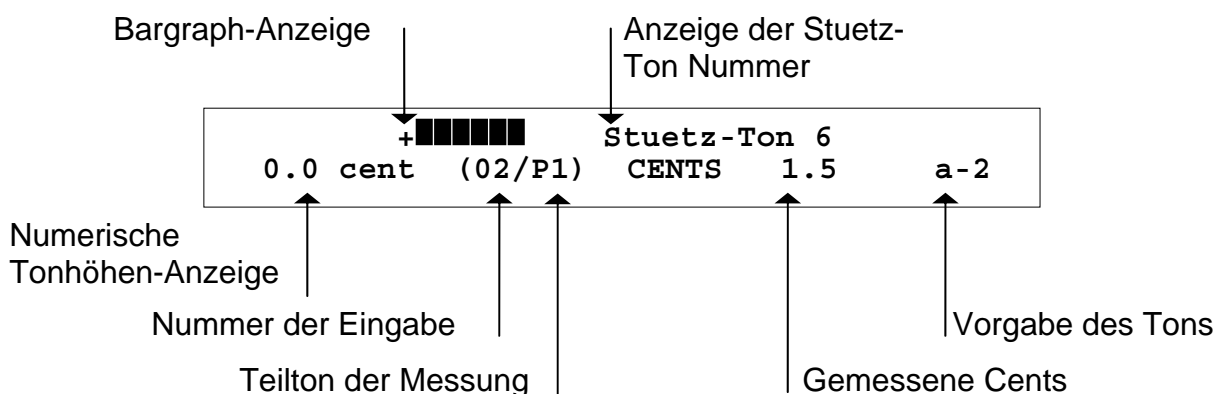 Bargraph-Anzeige
Anzeige der Stuetz-
Ton Nummer
+ Stuetz-Ton 6
0.0 cent (02/P1) CENTS 1.5 a-2
Numerische
Tonhöhen-Anzeige
Nummer der Eingabe
Vorgabe des Tons
Teilton der Messung
Gemessene Cents